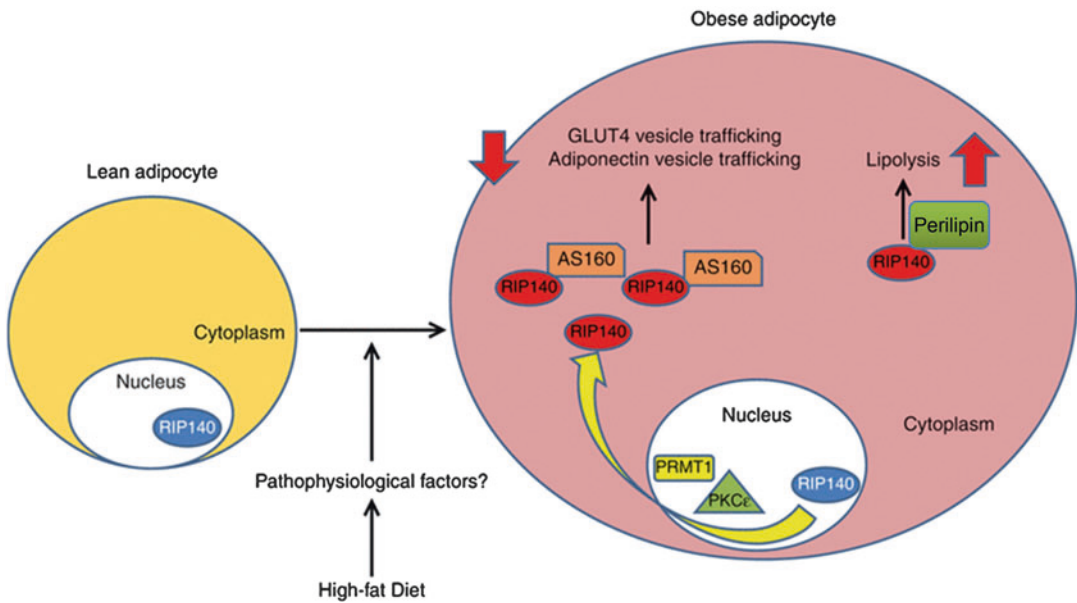 Obese adipocyte
GLUT4 vesicle trafficking
Adiponectin vesicle trafficking
Lipolysis
Perilipin
RIP140
AS160
RIP140
AS160
RIP140
RIP140
Lean adipocyte
Cytoplasm
Nucleus
RIP140
Pathophysiological factors?
High-fat Diet
Nucleus
PRMT1
PKCε
RIP140
Cytoplasm